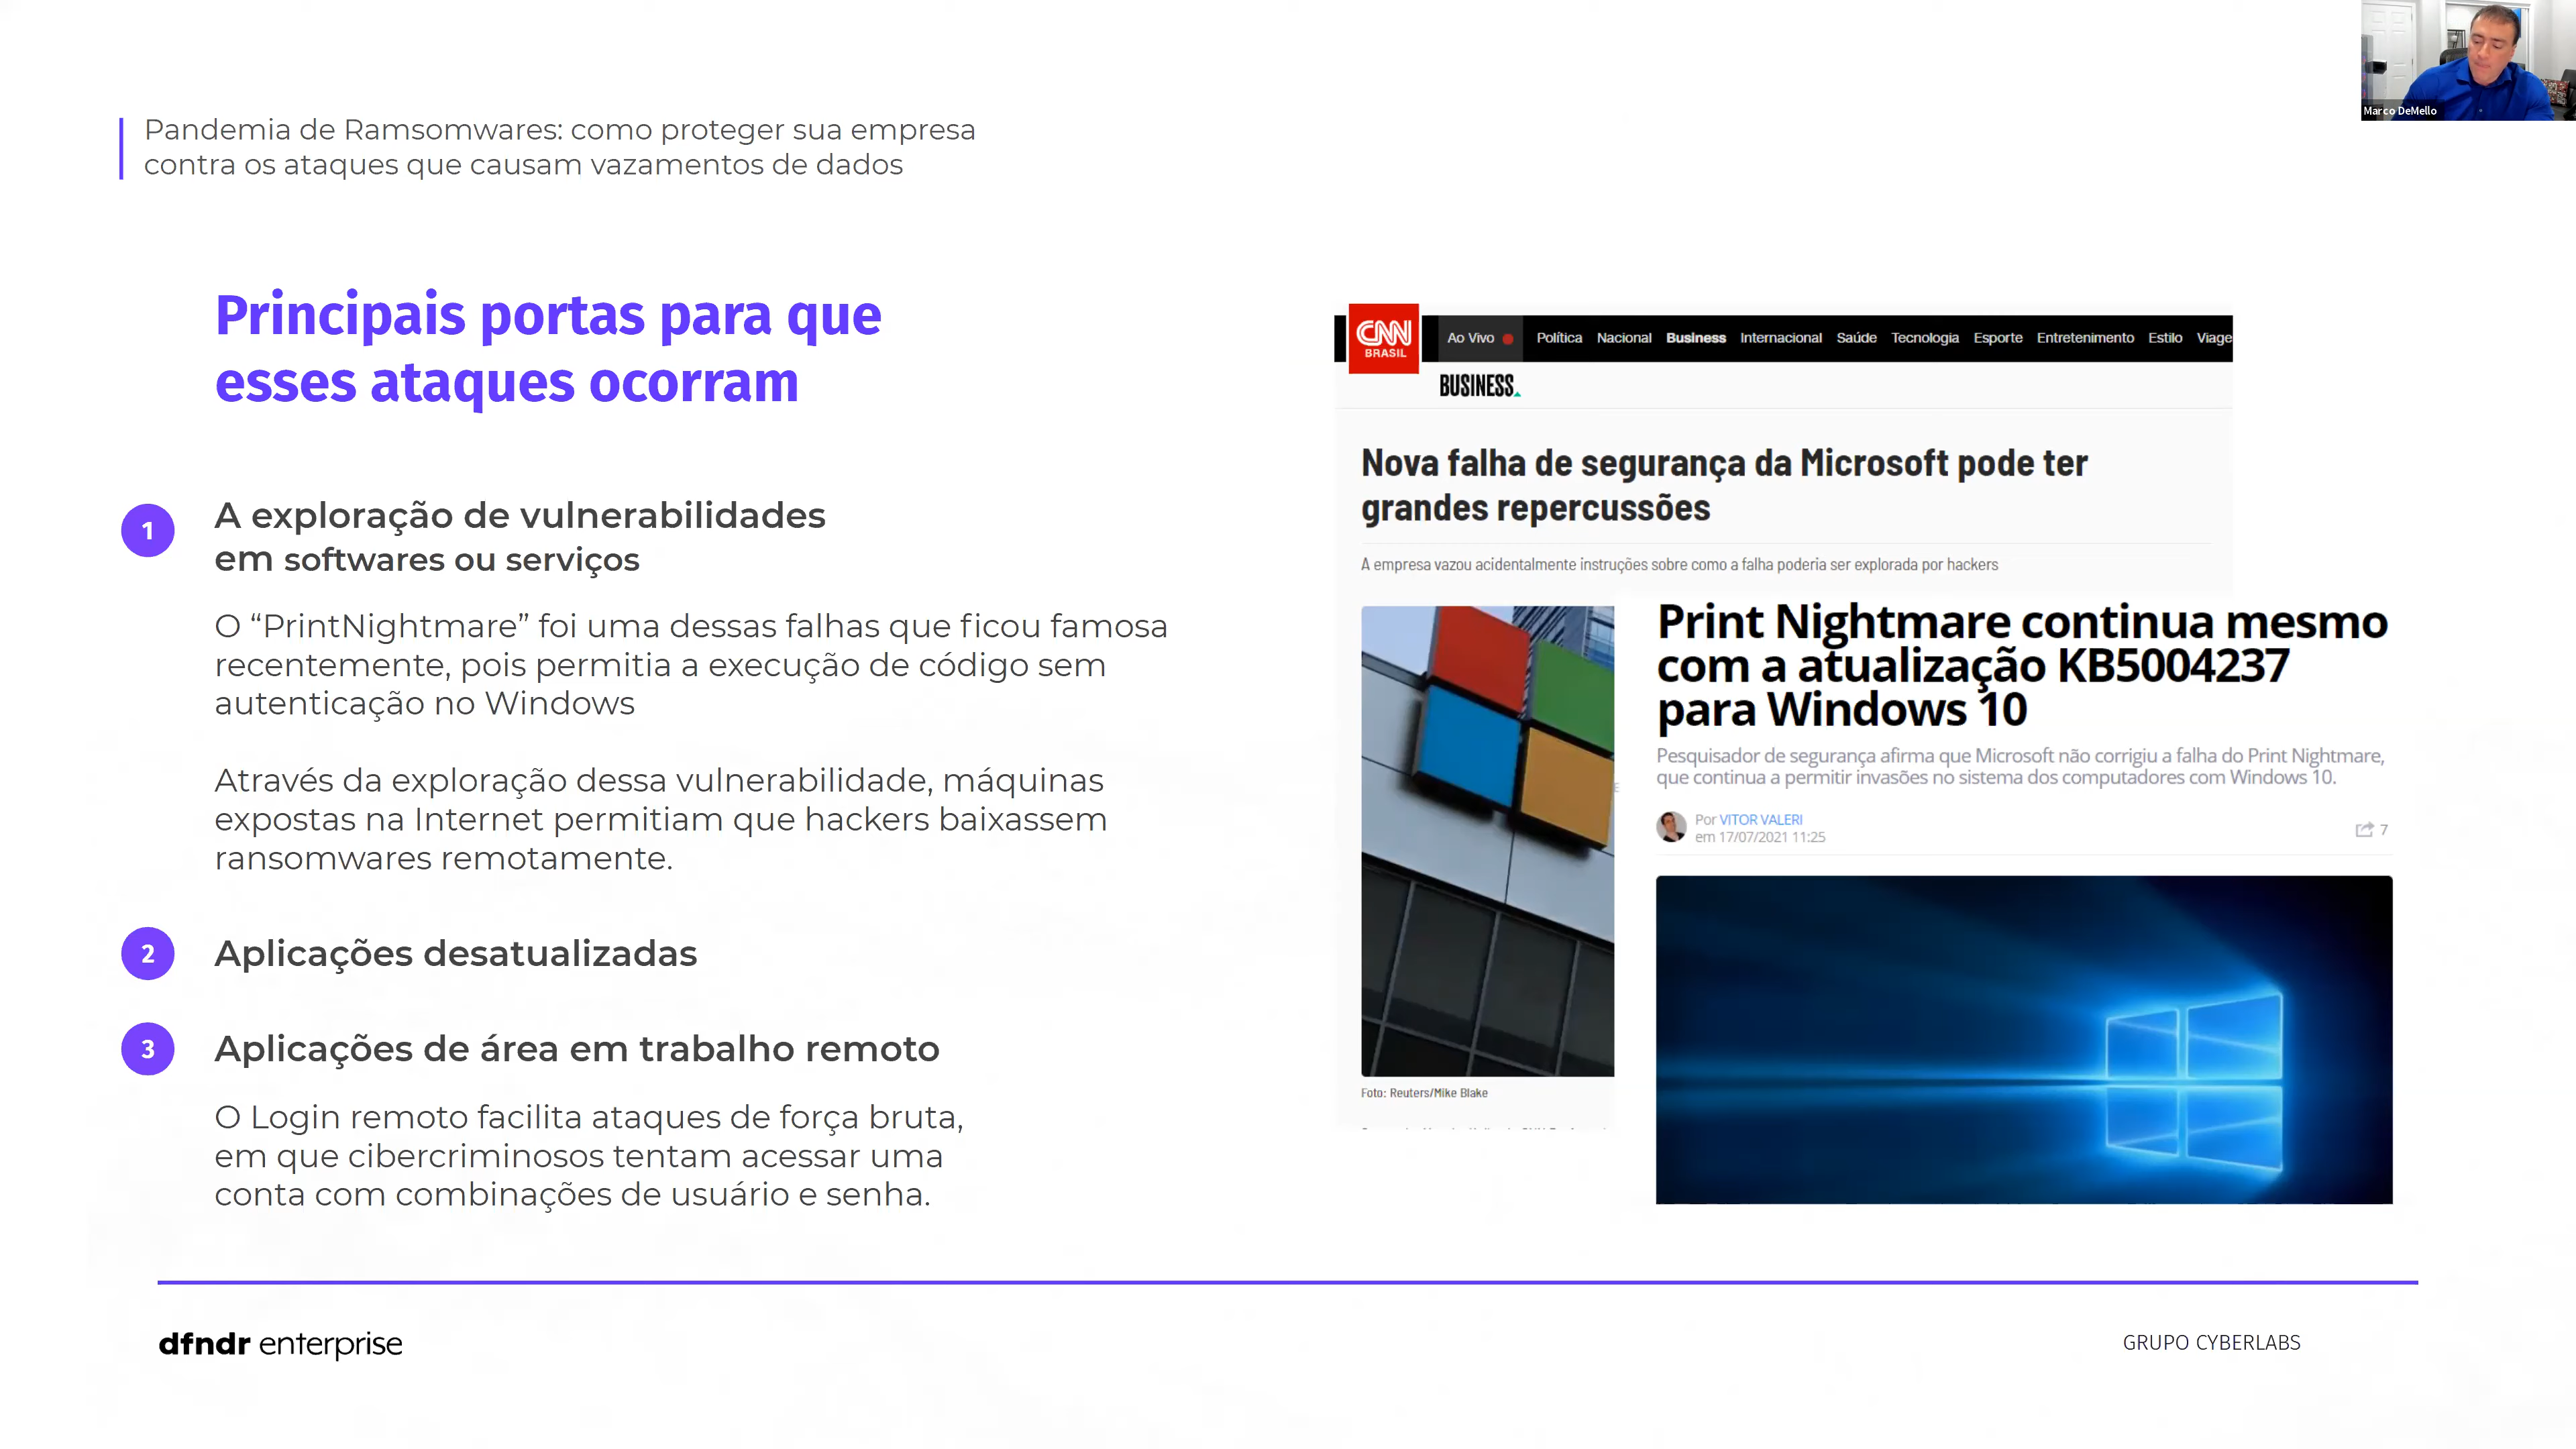 Marco DeMello
Pandemia de Ramsomwares: como proteger sua empresa
contra os ataques que causam vazamentos de dados
Principais portas para que
esses ataques ocorram
1
A exploração de vulnerabilidades
em softwares ou serviços
O “PrintNightmare” foi uma dessas falhas que ficou famosa
recentemente, pois permitia a execução de código sem
autenticação no Windows
Através da exploração dessa vulnerabilidade, máquinas
expostas na Internet permitiam que hackers baixassem
ransomwares remotamente.
2
Aplicações desatualizadas
3
Aplicações de área em trabalho remoto
O Login remoto facilita ataques de força bruta,
em que cibercriminosos tentam acessar uma
conta com combinações de usuário e senha.
CNN
BRASIL
Ao Vivo Política Nacional Business Internacional Saúde Tecnologia Esporte Entretenimento Estilo Viage
BUSINESS
Nova falha de segurança da Microsoft pode ter
grandes repercussões
A empresa vazou acidentalmente instruções sobre como a falha poderia ser explorada por hackers
Foto: Reuters/Mike Blake
Print Nightmare continua mesmo
com a atualização KB5004237
para Windows 10
Pesquisador de segurança afirma que Microsoft não corrigiu a falha do Print Nightmare,
que continua a permitir invasões no sistema dos computadores com Windows 10.
Por VITOR VALERI
em 17/07/2021 11:25
7
dfndr enterprise
GRUPO CYBERLABS